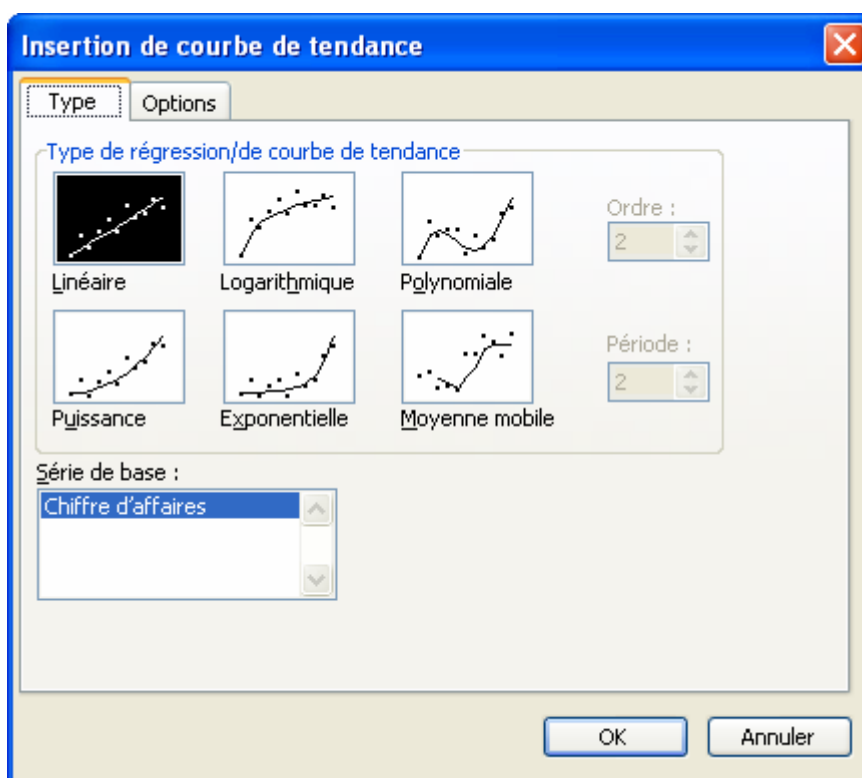 Insertion de courbe de tendance
Type
Options
Type de régression/de courbe de tendance
Linéaire
Logarithmique
Polynomiale
Ordre :
2
Puissance
Exponentielle
Moyenne mobile
Période :
2
Série de base :
Chiffre d'affaires
OK
Annuler